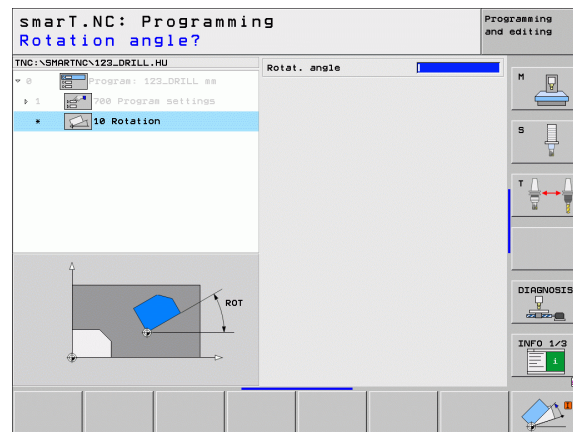 smarT.NC: Programming
Rotation angle?
Programming
and editing
TNC:\SMARTNC\123_DRILL.HU
0 Program: 123_DRILL mm
1 700 Program settings
* 10 Rotation
Rotat. angle
ROT
M
S
T
DIAGNOSIS
INFO 1/3
i